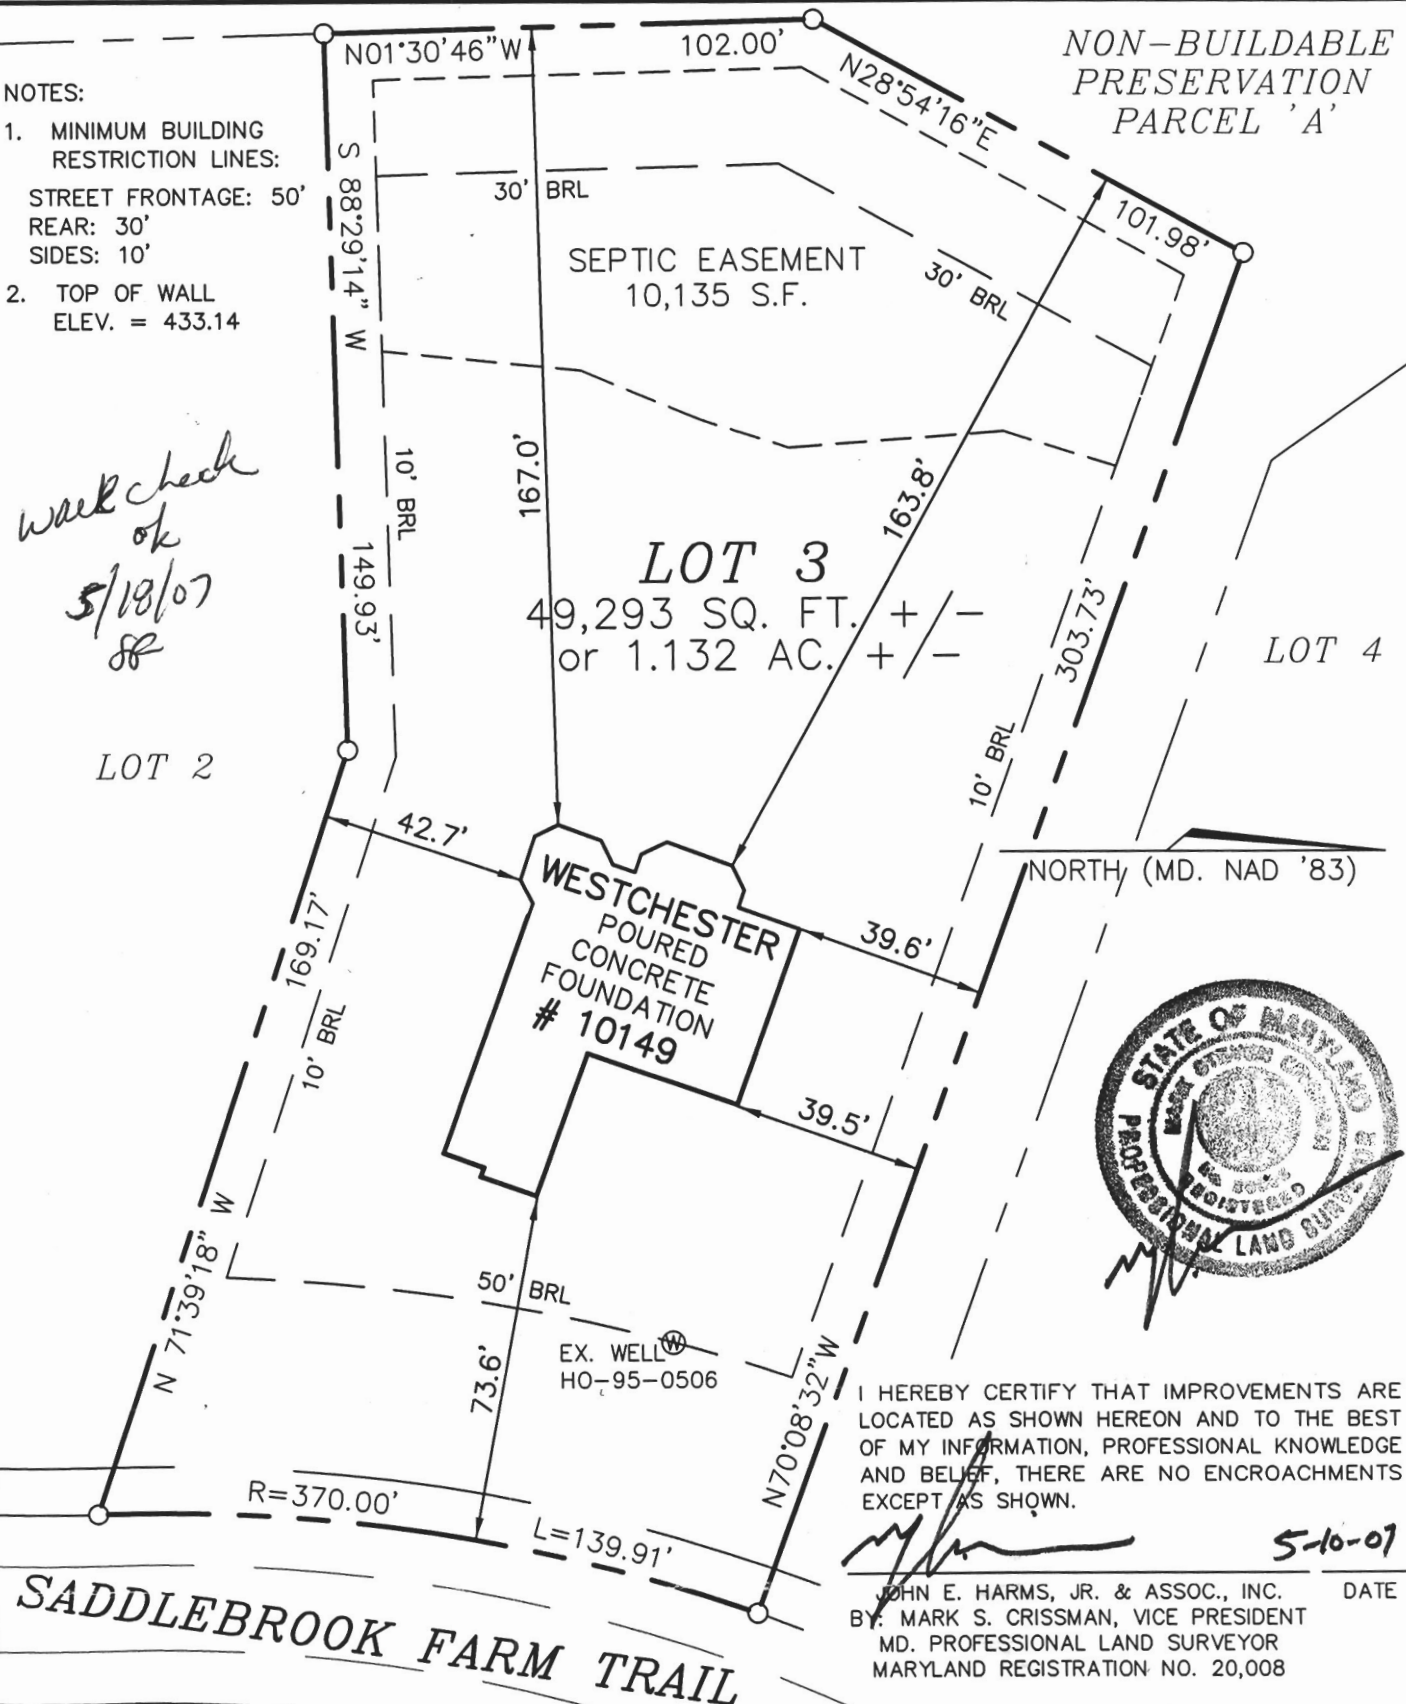 N01°30'46"W
102.00'
N28°54'16"E
101.98'
NON-BUILDABLE
PRESERVATION
PARCEL 'A'
NOTES:
1. MINIMUM BUILDING
RESTRICTION LINES:
STREET FRONTAGE: 50'
REAR: 30'
SIDES: 10'
2. TOP OF WALL
ELEV. = 433.14
S 88°29'14" W
149.93'
30' BRL
SEPTIC EASEMENT
10,135 S.F.
30' BRL
10' BRL
167.0'
163.8'
wall check
ok
5/18/07
LOT 3
49,293 SQ. FT. +/-
or 1.132 AC. +/-
303.73'
LOT 4
LOT 2
10' BRL
42.7'
NORTH (MD. NAD '83)
WESTCHESTER
POURED
CONCRETE
FOUNDATION
# 10149
39.6'
169.17'
10' BRL
39.5'
STATE OF MARYLAND
PROFESSIONAL LAND SURVEYOR
REGISTERED
N 71°39'18" W
50' BRL
EX. WELL W
HO-95-0506
73.6'
N70°08'32"W
R=370.00'
L=139.91'
SADDLEBROOK FARM TRAIL
I HEREBY CERTIFY THAT IMPROVEMENTS ARE
LOCATED AS SHOWN HEREON AND TO THE BEST
OF MY INFORMATION, PROFESSIONAL KNOWLEDGE
AND BELIEF, THERE ARE NO ENCROACHMENTS
EXCEPT AS SHOWN.
5-10-07
JOHN E. HARMS, JR. & ASSOC., INC. DATE
BY: MARK S. CRISSMAN, VICE PRESIDENT
MD. PROFESSIONAL LAND SURVEYOR
MARYLAND REGISTRATION NO. 20,008